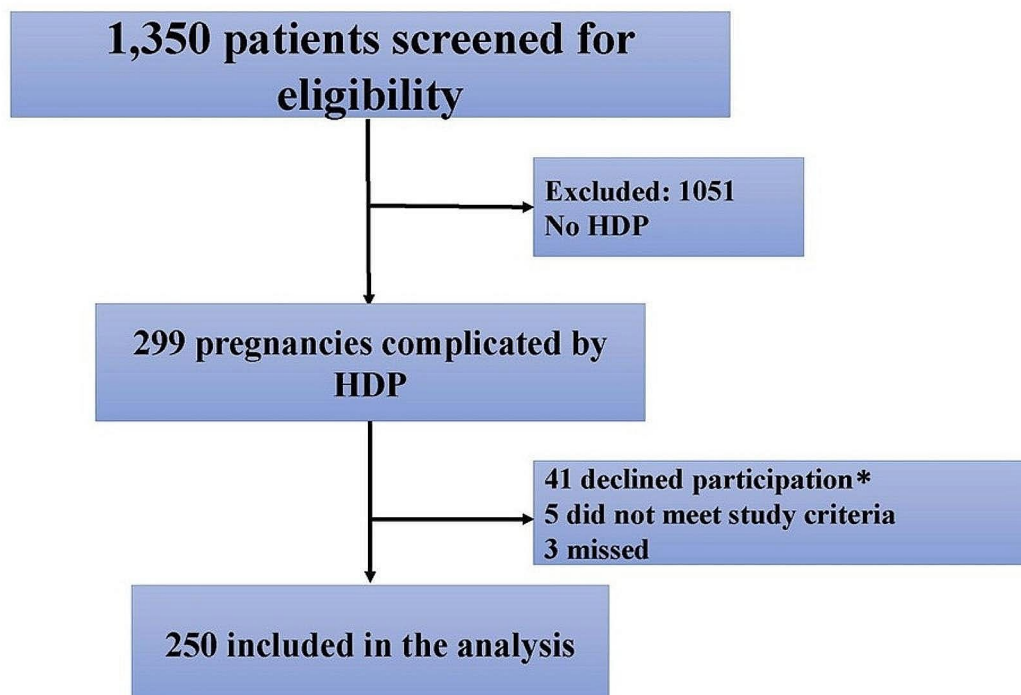 1,350 patients screened for
eligibility
Excluded: 1051
No HDP
299 pregnancies complicated by
HDP
41 declined participation*
5 did not meet study criteria
3 missed
250 included in the analysis